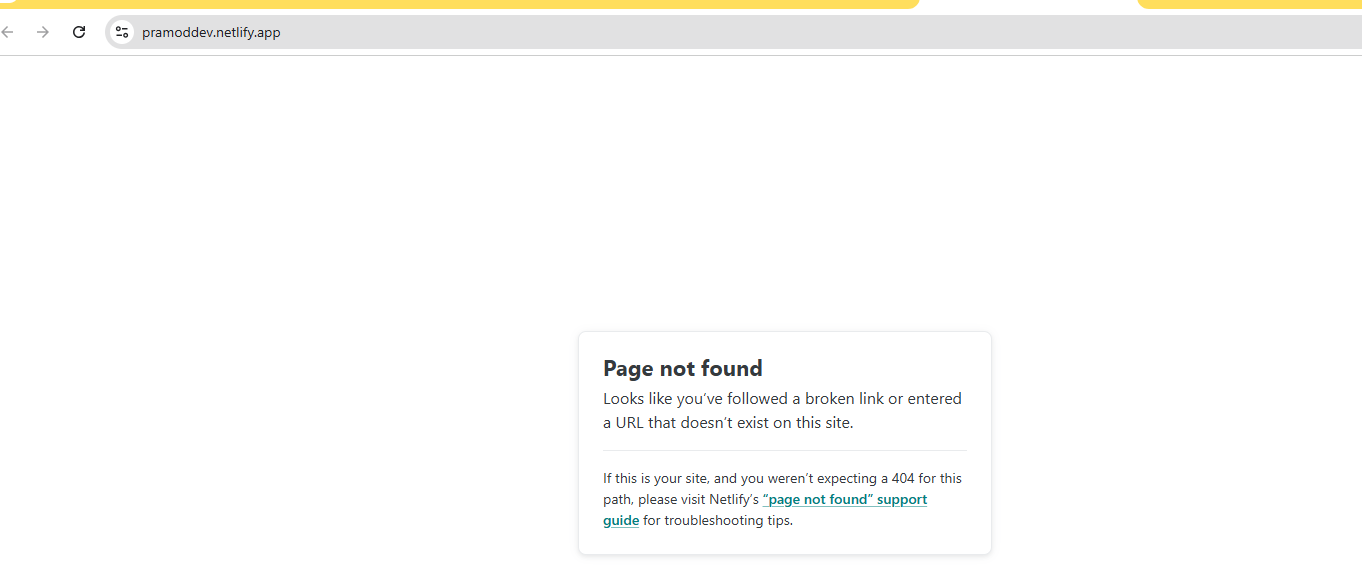 pramoddev.netlify.app
Page not found
Looks like you’ve followed a broken link or entered
a URL that doesn’t exist on this site.
If this is your site, and you weren’t expecting a 404 for this
path, please visit Netlify’s “page not found” support
guide for troubleshooting tips.